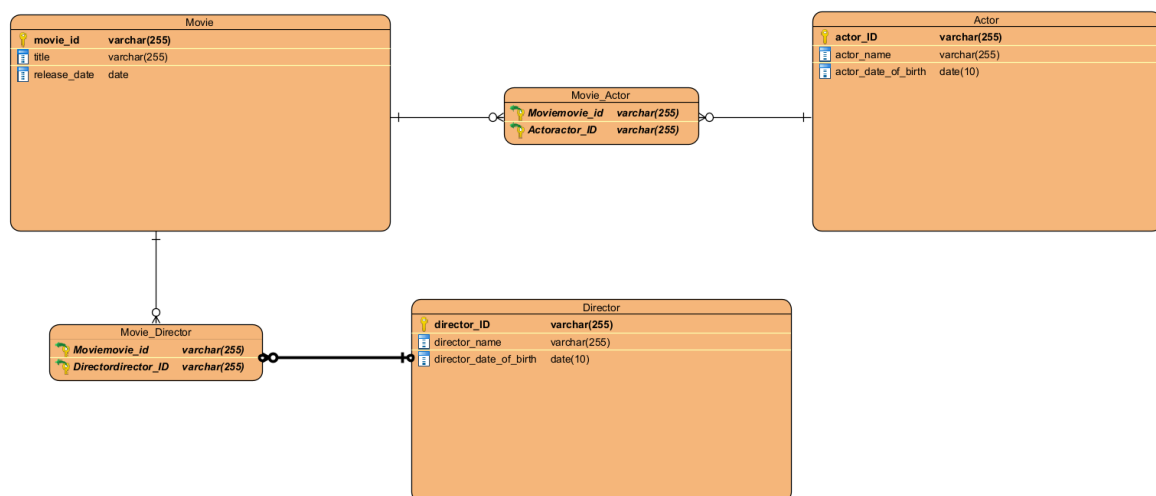 Movie
movie_id varchar(255)
title varchar(255)
release_date date
Actor
actor_ID varchar(255)
actor_name varchar(255)
actor_date_of_birth date(10)
Movie_Actor
Moviemovie_id varchar(255)
Actoractor_ID varchar(255)
Movie_Director
Moviemovie_id varchar(255)
Directordirector_ID varchar(255)
Director
director_ID varchar(255)
director_name varchar(255)
director_date_of_birth date(10)